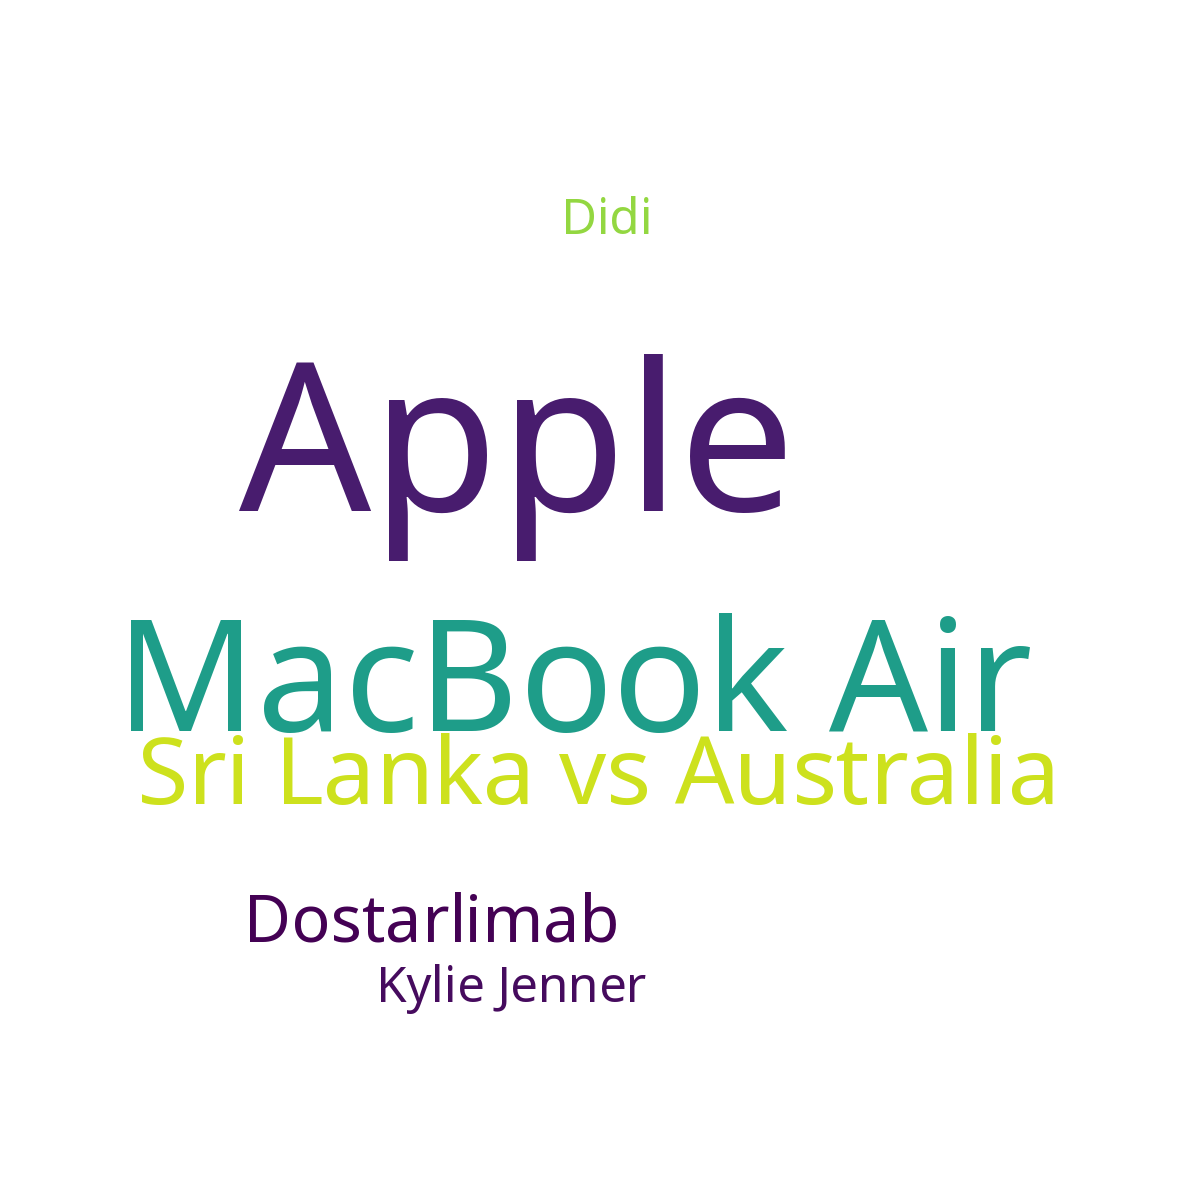 Didi
Apple
MacBook Air
Sri Lanka vs Australia
Dostarlimab
Kylie Jenner